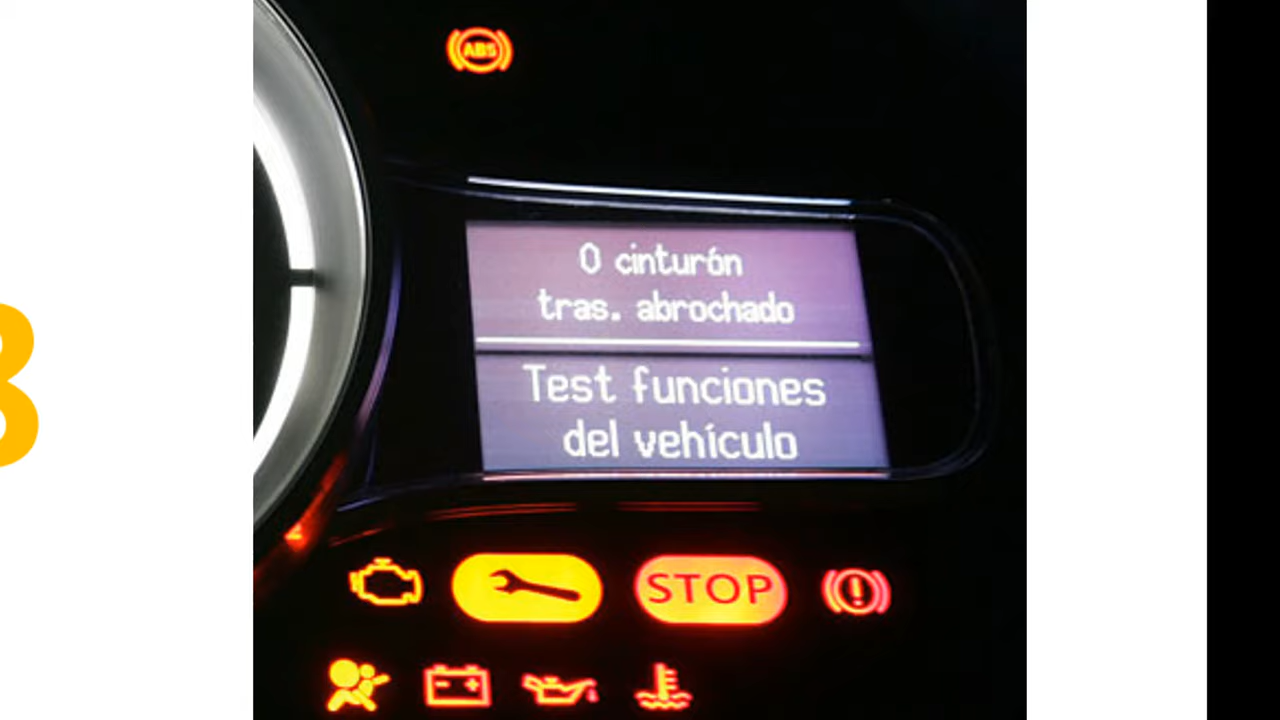 ABS
0 cinturón
tras. abrochado
Test funciones
del vehículo
STOP